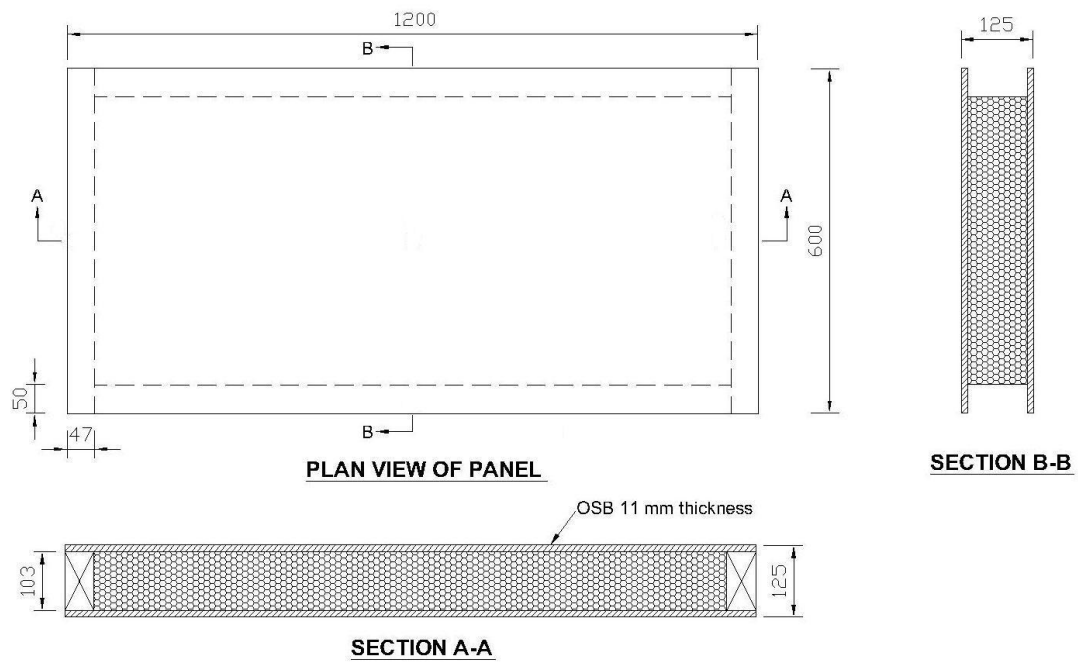 1200
125
B
A
A
600
50
B
47
PLAN VIEW OF PANEL
SECTION B-B
OSB 11 mm thickness
103
125
SECTION A-A